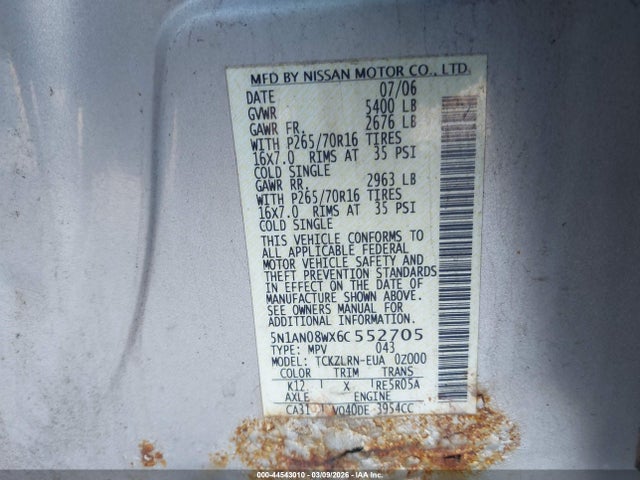 MFD BY NISSAN MOTOR CO., LTD.
DATE 07/06
GVWR 5400 LB
GAWR FR. 2676 LB
WITH P265/70R16 TIRES
16X7.0 RIMS AT 35 PSI
COLD SINGLE
GAWR RR. 2963 LB
WITH P265/70R16 TIRES
16X7.0 RIMS AT 35 PSI
COLD SINGLE
THIS VEHICLE CONFORMS TO
ALL APPLICABLE FEDERAL
MOTOR VEHICLE SAFETY AND
THEFT PREVENTION STANDARDS
IN EFFECT ON THE DATE OF
MANUFACTURE SHOWN ABOVE.
SEE OWNERS MANUAL FOR
ADDITIONAL INFORMATION.
5N1AN08WX6C552705
TYPE: MPV 043
MODEL: TCKZLRN-EUA 0Z000
COLOR TRIM TRANS
K12 X RE5R05A
AXLE ENGINE
CA31 VQ40DE 3954CC
000-44543010 | 03/09/2026 - IAA Inc.